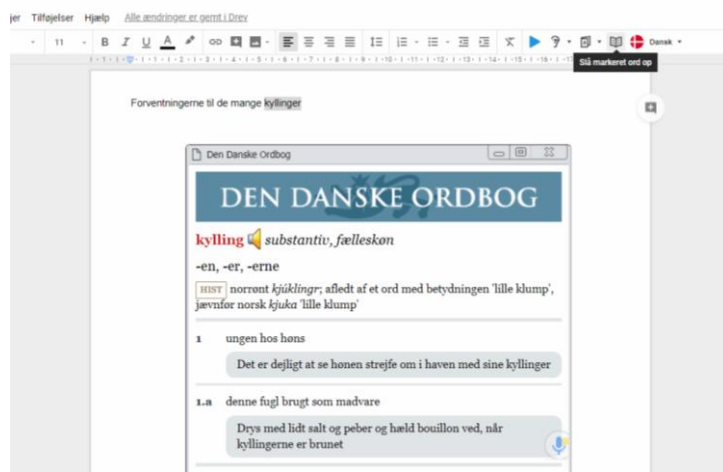 jer Tilføjelser Hjælp Alle ændringer er gemt i Drev
11 B I U A Dansk
Slå markeret ord op
Forventningerne til de mange kyllinger
Den Danske Ordbog
DEN DANSKE ORDBOG
kylling substantiv, fælleskøn
-en, -er, -erne
HIST norrønt kjúklingr; afledt af et ord med betydningen 'lille klump',
jævnfør norsk kjuka 'lille klump'
1 ungen hos høns
Det er dejligt at se hønen strejfe om i haven med sine kyllinger
1.a denne fugl brugt som madvare
Drys med lidt salt og peber og hæld bouillon ved, når
kyllingerne er brunet